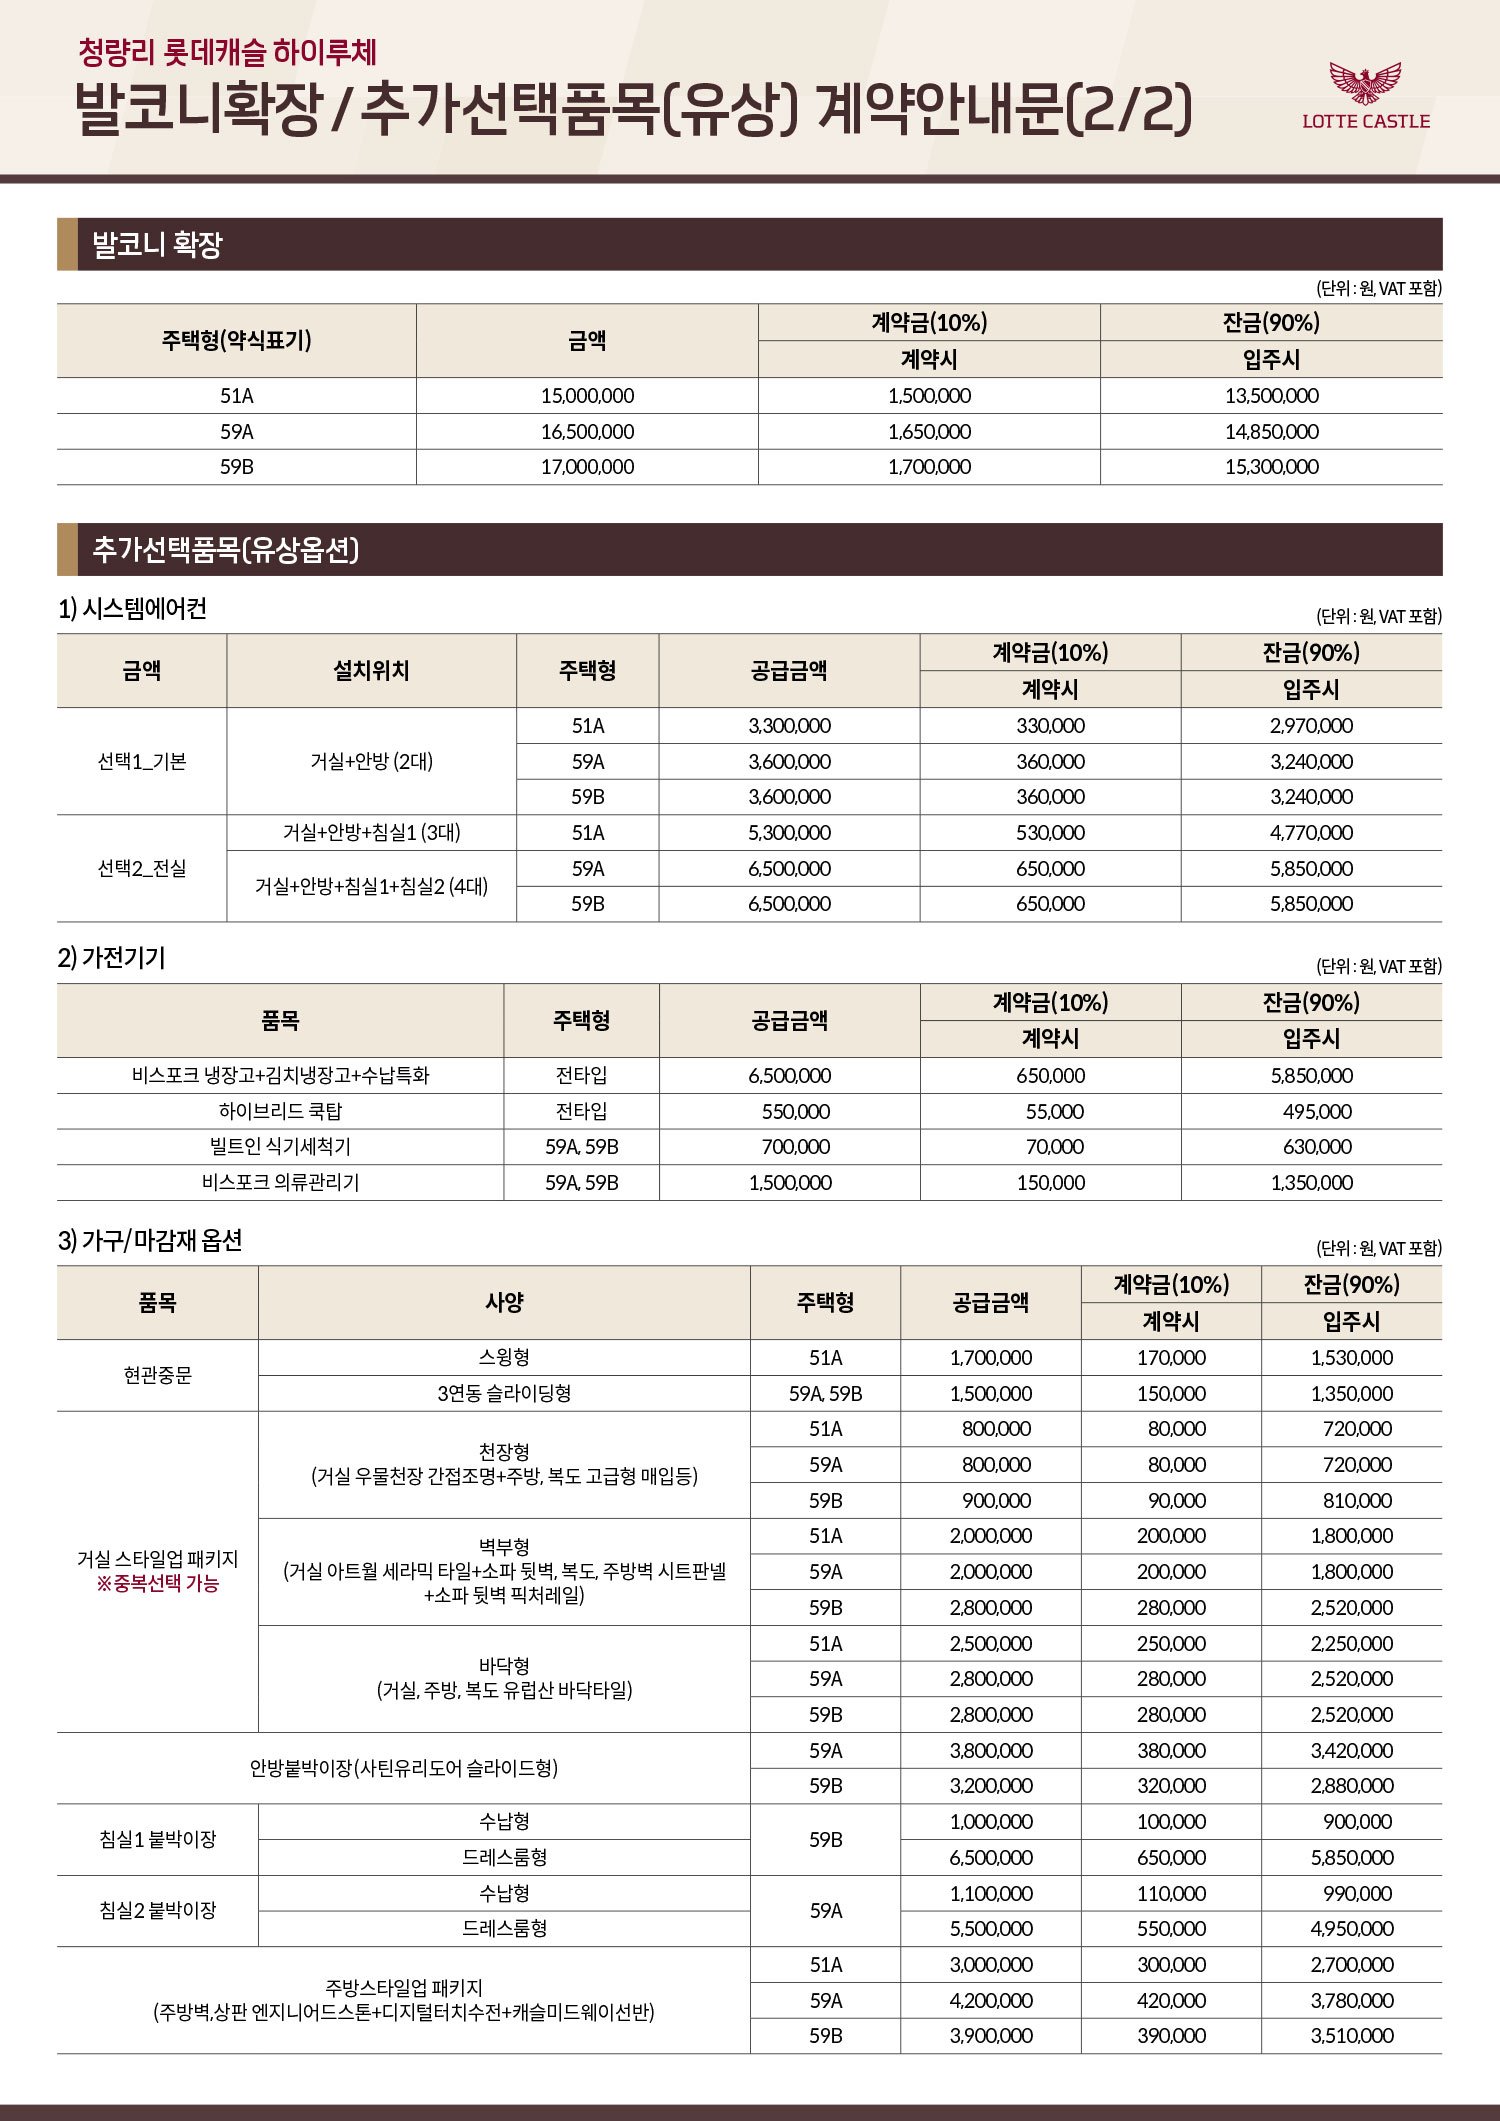 청량리 롯데캐슬 하이루체
발코니확장 / 추가선택품목(유상) 계약안내문(2/2)
LOTTE CASTLE
발코니 확장
(단위 : 원, VAT 포함)
주택형(약식표기) 금액 계약금(10%) 잔금(90%)
계약시 입주시
51A 15,000,000 1,500,000 13,500,000
59A 16,500,000 1,650,000 14,850,000
59B 17,000,000 1,700,000 15,300,000
추가선택품목(유상옵션)
1) 시스템에어컨
(단위 : 원, VAT 포함)
금액 설치위치 주택형 공급금액 계약금(10%) 잔금(90%)
계약시 입주시
선택1_기본 거실+안방 (2대) 51A 3,300,000 330,000 2,970,000
59A 3,600,000 360,000 3,240,000
59B 3,600,000 360,000 3,240,000
선택2_전실 거실+안방+침실1 (3대) 51A 5,300,000 530,000 4,770,000
거실+안방+침실1+침실2 (4대) 59A 6,500,000 650,000 5,850,000
59B 6,500,000 650,000 5,850,000
2) 가전기기
(단위 : 원, VAT 포함)
품목 주택형 공급금액 계약금(10%) 잔금(90%)
계약시 입주시
비스포크 냉장고+김치냉장고+수납특화 전타입 6,500,000 650,000 5,850,000
하이브리드 쿡탑 전타입 550,000 55,000 495,000
빌트인 식기세척기 59A, 59B 700,000 70,000 630,000
비스포크 의류관리기 59A, 59B 1,500,000 150,000 1,350,000
3) 가구/마감재 옵션
(단위 : 원, VAT 포함)
품목 사양 주택형 공급금액 계약금(10%) 잔금(90%)
계약시 입주시
현관중문 스윙형 51A 1,700,000 170,000 1,530,000
3연동 슬라이딩형 59A, 59B 1,500,000 150,000 1,350,000
거실 스타일업 패키지
※중복선택 가능
천장형
(거실 우물천장 간접조명+주방, 복도 고급형 매입등)
51A 800,000 80,000 720,000
59A 800,000 80,000 720,000
59B 900,000 90,000 810,000
벽부형
(거실 아트월 세라믹 타일+소파 뒷벽, 복도, 주방벽 시트판넬
+소파 뒷벽 픽처레일)
51A 2,000,000 200,000 1,800,000
59A 2,000,000 200,000 1,800,000
59B 2,800,000 280,000 2,520,000
바닥형
(거실, 주방, 복도 유럽산 바닥타일)
51A 2,500,000 250,000 2,250,000
59A 2,800,000 280,000 2,520,000
59B 2,800,000 280,000 2,520,000
안방붙박이장(사틴유리도어 슬라이드형) 59A 3,800,000 380,000 3,420,000
59B 3,200,000 320,000 2,880,000
침실1 붙박이장 수납형 59B 1,000,000 100,000 900,000
드레스룸형 6,500,000 650,000 5,850,000
침실2 붙박이장 수납형 59A 1,100,000 110,000 990,000
드레스룸형 5,500,000 550,000 4,950,000
주방스타일업 패키지
(주방벽,상판 엔지니어드스톤+디지털터치수전+캐슬미드웨이선반)
51A 3,000,000 300,000 2,700,000
59A 4,200,000 420,000 3,780,000
59B 3,900,000 390,000 3,510,000